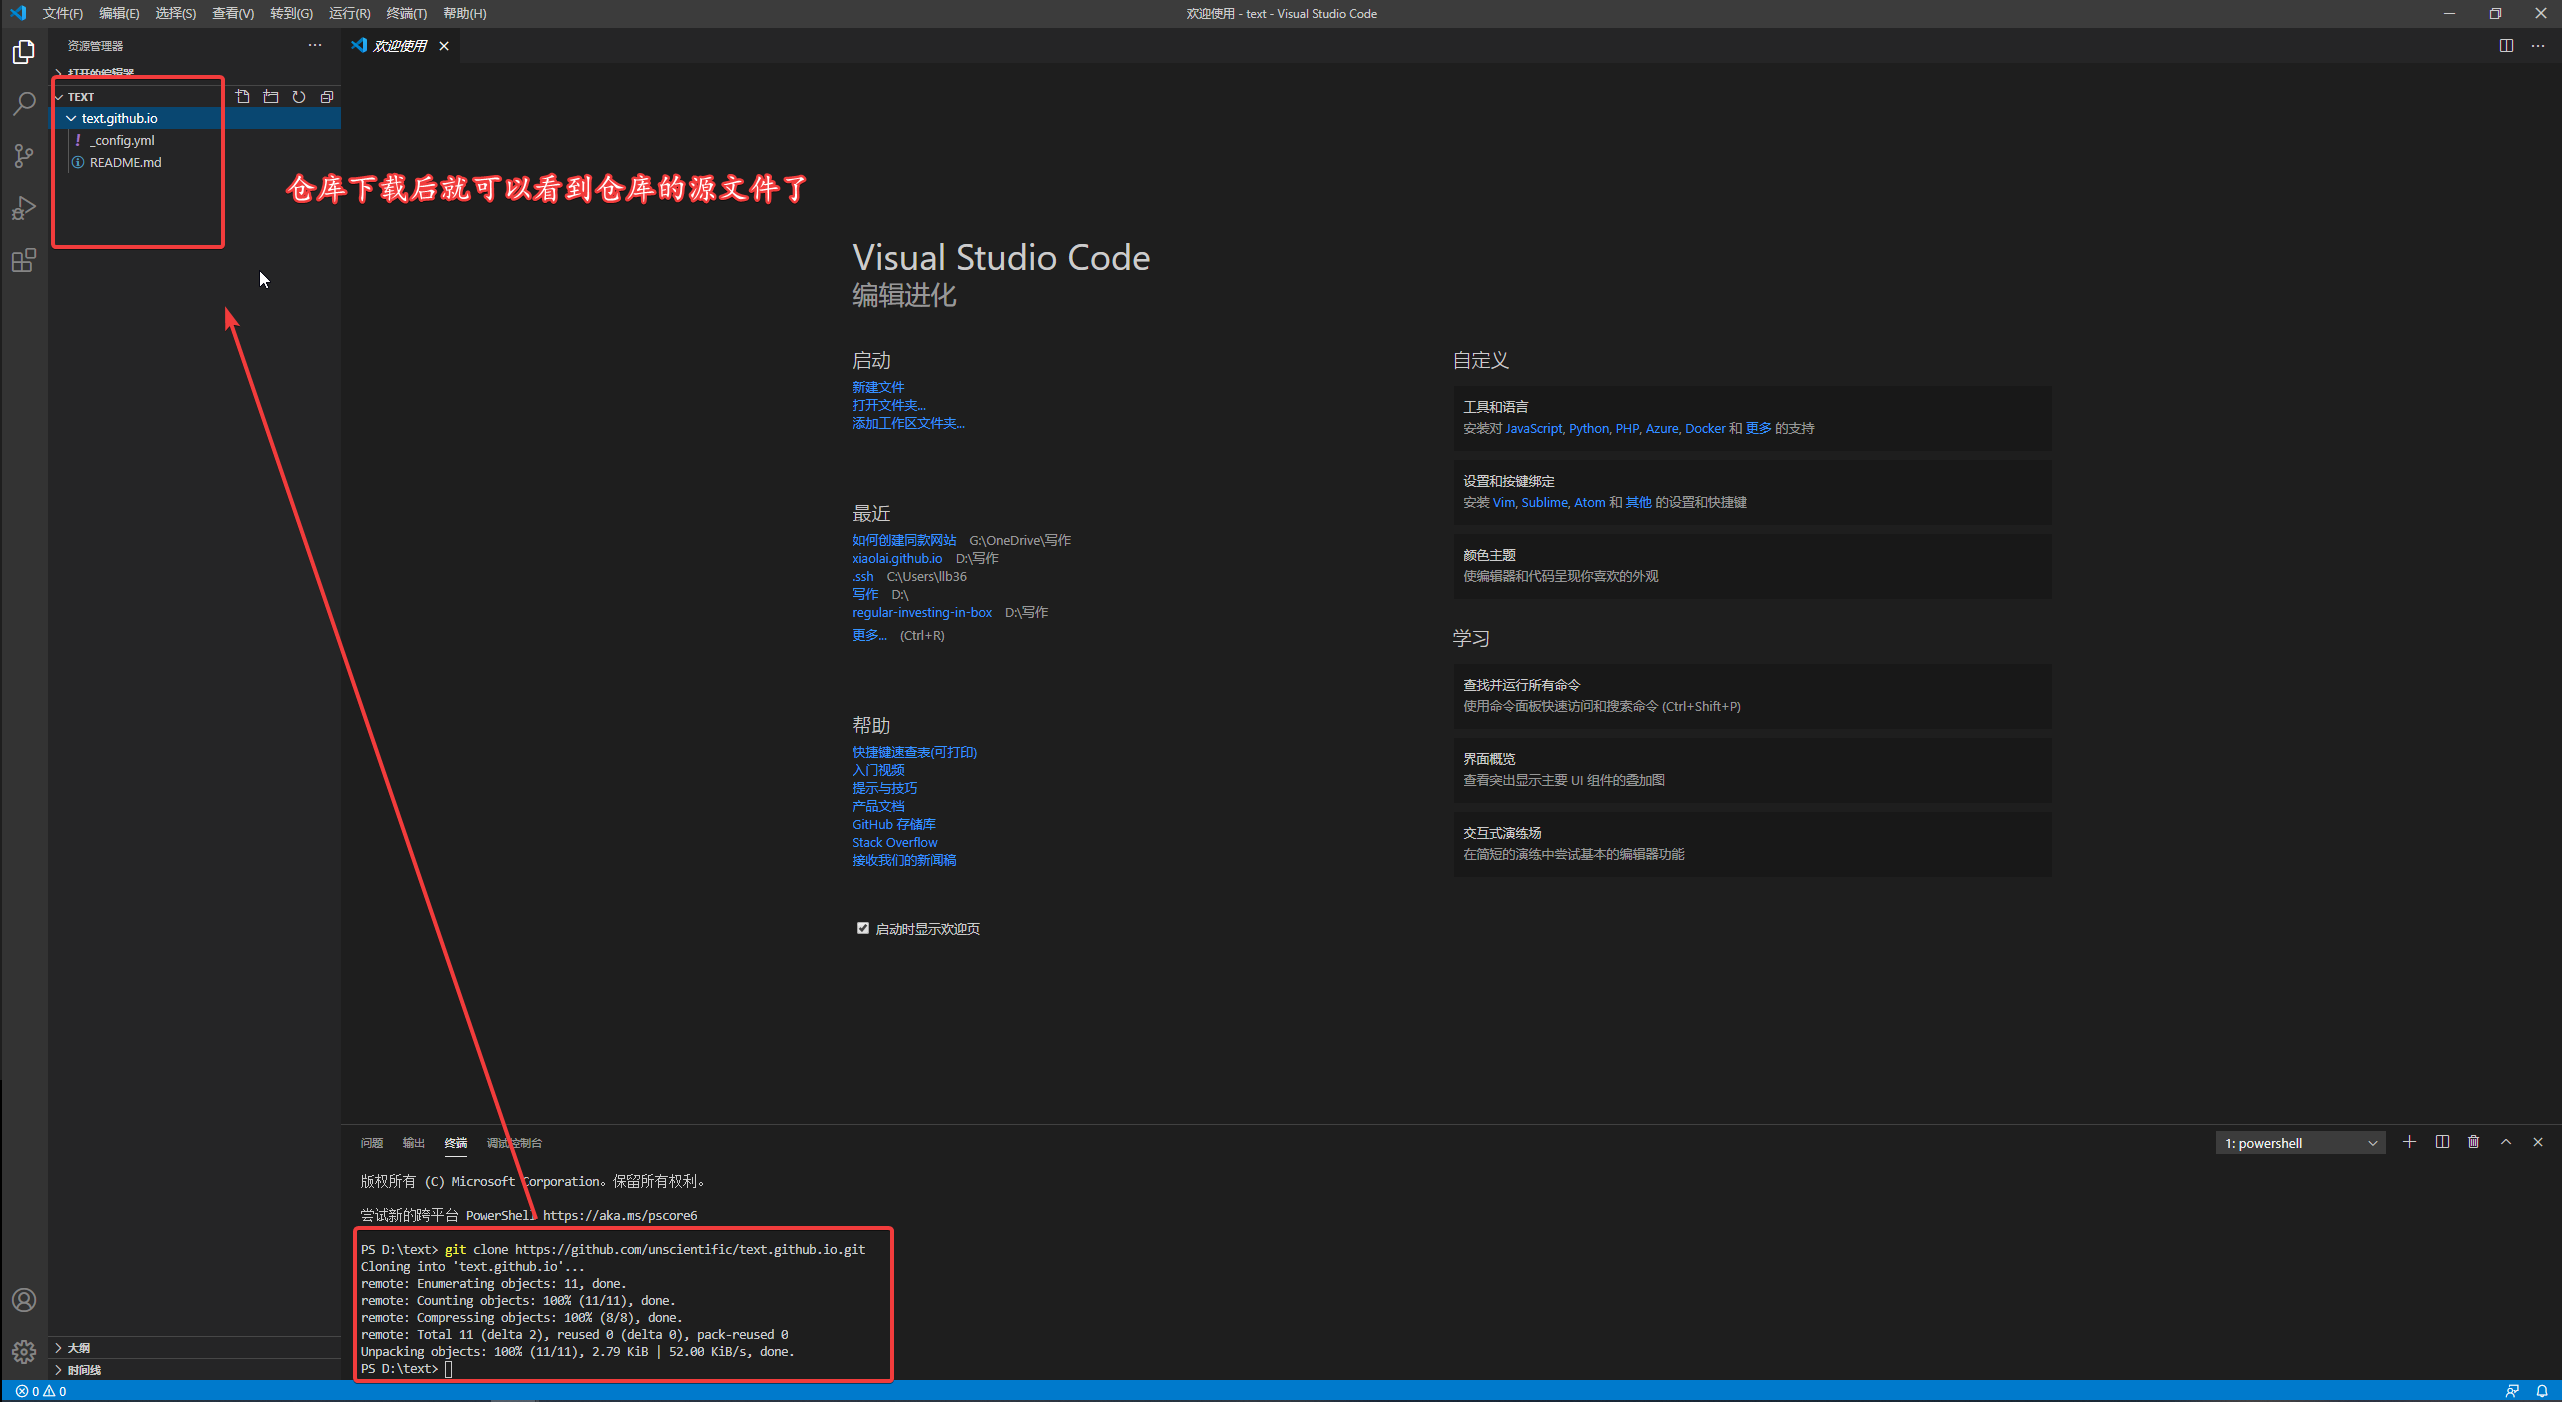 文件(F) 编辑(E) 选择(S) 查看(V) 转到(G) 运行(R) 终端(T) 帮助(H)
欢迎使用 - text - Visual Studio Code
资源管理器
打开的编辑器
TEXT
text.github.io
_config.yml
README.md
大纲
时间线
欢迎使用
仓库下载后就可以看到仓库的源文件了
Visual Studio Code
编辑进化
启动
新建文件
打开文件夹...
添加工作区文件夹...
最近
如何创建同款网站 G:\OneDrive\写作
xiaolai.github.io D:\写作
.ssh C:\Users\llb36
写作 D:\
regular-investing-in-box D:\写作
更多... (Ctrl+R)
帮助
快捷键速查表(可打印)
入门视频
提示与技巧
产品文档
GitHub 存储库
Stack Overflow
接收我们的新闻稿
启动时显示欢迎页
自定义
工具和语言
安装对 JavaScript, Python, PHP, Azure, Docker 和 更多 的支持
设置和按键绑定
安装 Vim, Sublime, Atom 和 其他 的设置和快捷键
颜色主题
使编辑器和代码呈现你喜欢的外观
学习
查找并运行所有命令
使用命令面板快速访问和搜索命令 (Ctrl+Shift+P)
界面概览
查看突出显示主要 UI 组件的叠加图
交互式演练场
在简短的演练中尝试基本的编辑器功能
问题 输出 终端 调试控制台
1: powershell
版权所有 (C) Microsoft Corporation。保留所有权利。
尝试新的跨平台 PowerShell https://aka.ms/pscore6
PS D:\text> git clone https://github.com/unscientific/text.github.io.git
Cloning into 'text.github.io'...
remote: Enumerating objects: 11, done.
remote: Counting objects: 100% (11/11), done.
remote: Compressing objects: 100% (8/8), done.
remote: Total 11 (delta 2), reused 0 (delta 0), pack-reused 0
Unpacking objects: 100% (11/11), 2.79 KiB | 52.00 KiB/s, done.
PS D:\text>
0 0